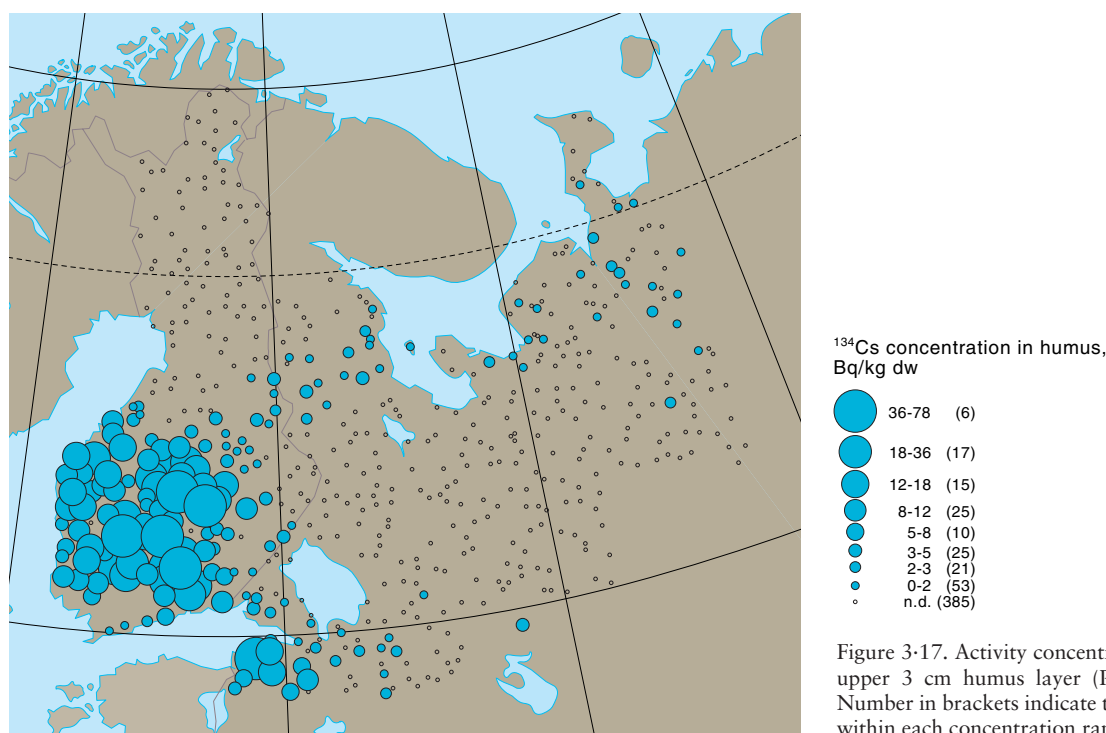 ¹³⁴Cs concentration in humus,
Bq/kg dw
36-78 (6)
18-36 (17)
12-18 (15)
8-12 (25)
5-8 (10)
3-5 (25)
2-3 (21)
0-2 (53)
n.d. (385)
Figure 3·17. Activity concentr
upper 3 cm humus layer
Number in brackets indicate
within each concentration